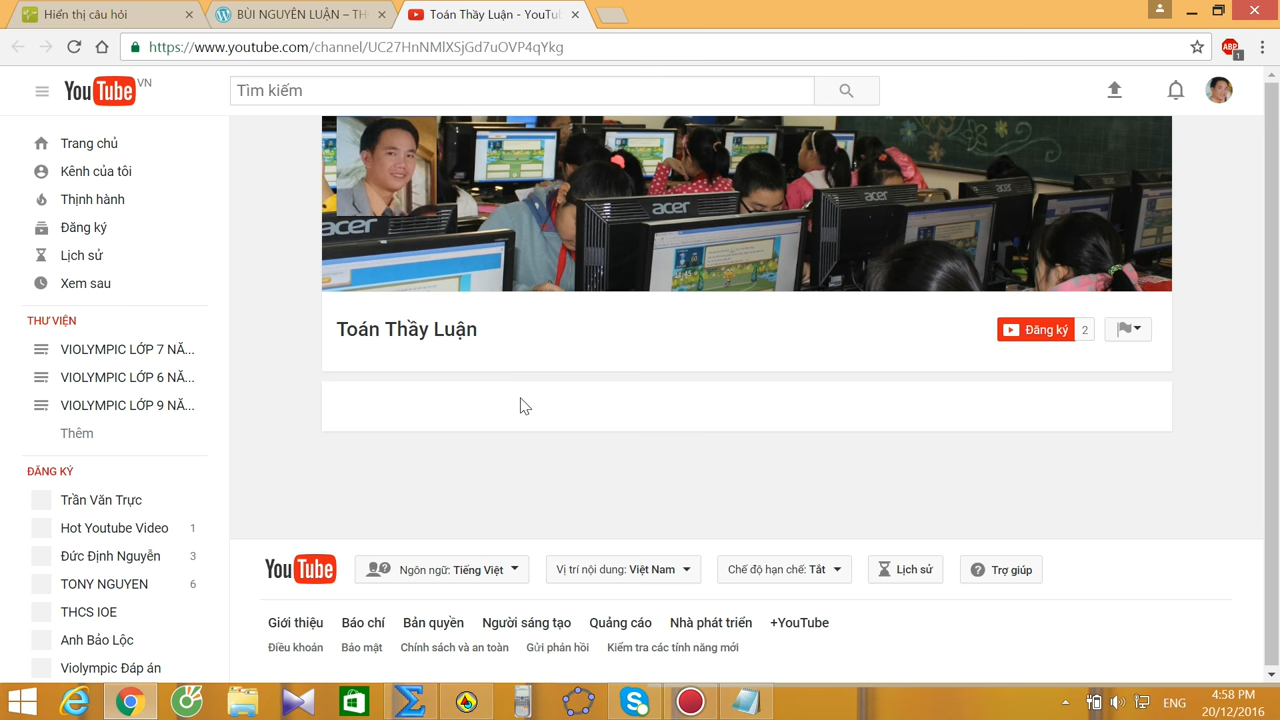 Hiển thị câu hỏi
BÙI NGUYÊN LUẬN – TH
Toán Thầy Luận - YouTu
https://www.youtube.com/channel/UC27HnNMlXSjGd7uOVP4qYkg
ABP
1
YouTube VN
Tìm kiếm
Trang chủ
Kênh của tôi
Thịnh hành
Đăng ký
Lịch sử
Xem sau
THƯ VIỆN
VIOLYMPIC LỚP 7 NĂ...
VIOLYMPIC LỚP 6 NĂ...
VIOLYMPIC LỚP 9 NĂ...
Thêm
ĐĂNG KÝ
Trần Văn Trực
Hot Youtube Video 1
Đức Định Nguyễn 3
TONY NGUYEN 6
THCS IOE
Anh Bảo Lộc
Violympic Đáp án
acer
acer
acer
acer
Toán Thầy Luận
Đăng ký 2
YouTube
Ngôn ngữ: Tiếng Việt
Vị trí nội dung: Việt Nam
Chế độ hạn chế: Tắt
Lịch sử
Trợ giúp
Giới thiệu Báo chí Bản quyền Người sáng tạo Quảng cáo Nhà phát triển +YouTube
Điều khoản Bảo mật Chính sách và an toàn Gửi phản hồi Kiểm tra các tính năng mới
ENG
4:58 PM
20/12/2016